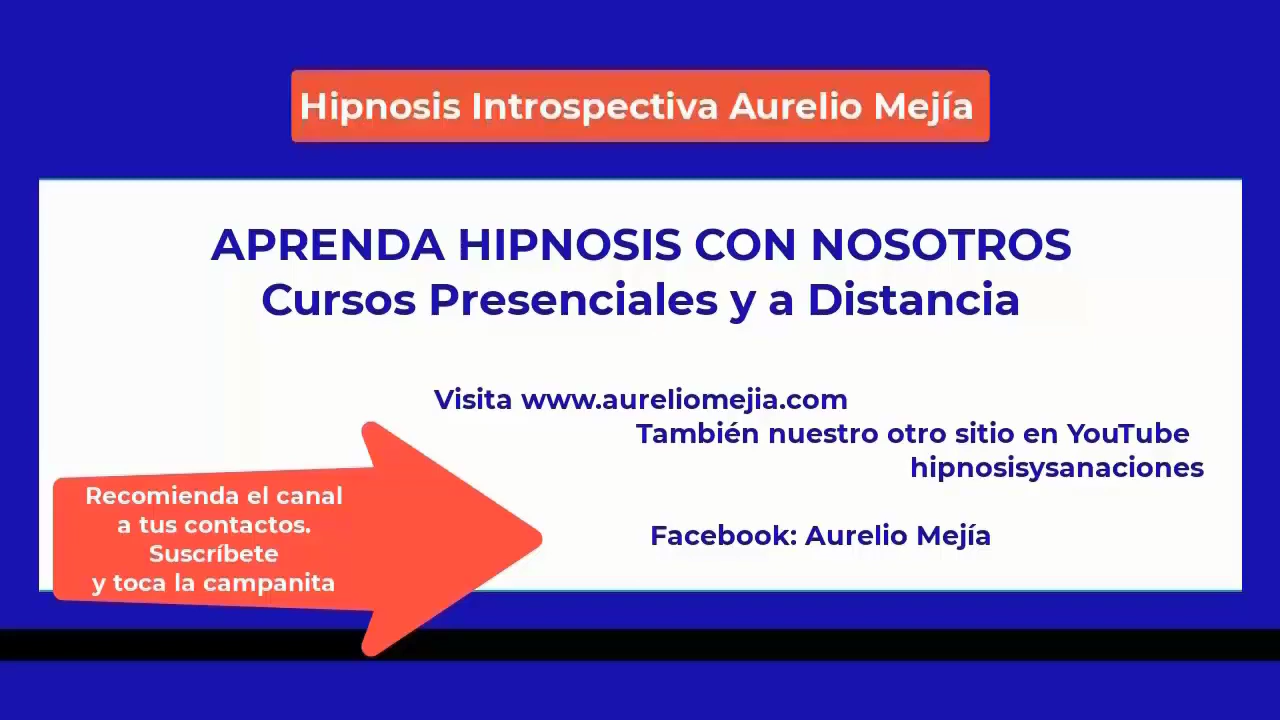 Hipnosis Introspectiva Aurelio Mejía
APRENDA HIPNOSIS CON NOSOTROS
Cursos Presenciales y a Distancia
Visita www.aureliomejia.com
También nuestro otro sitio en YouTube
hipnosisysanaciones
Facebook: Aurelio Mejía
Recomienda el canal
a tus contactos.
Suscríbete
y toca la campanita